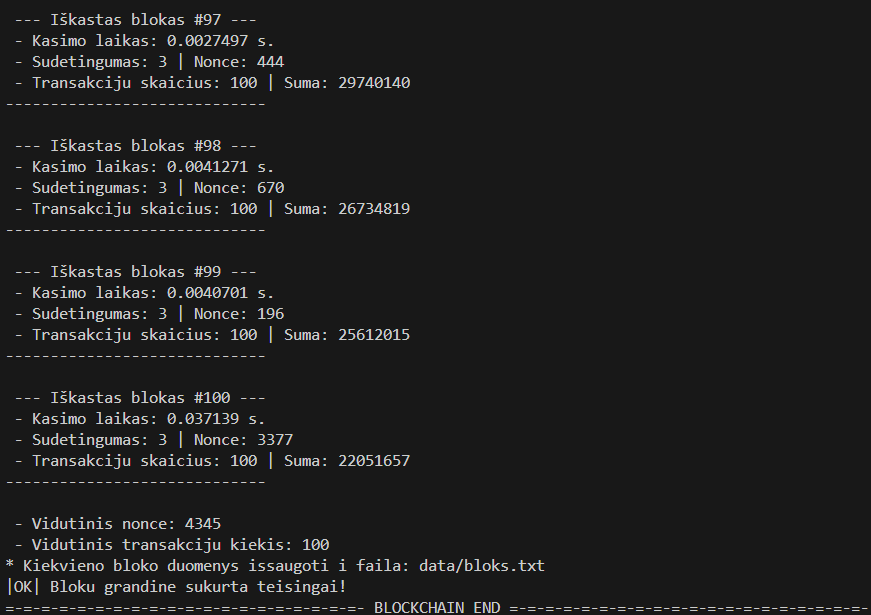 --- Iškastas blokas #97 ---
- Kasimo laikas: 0.0027497 s.
- Sudetingumas: 3 | Nonce: 444
- Transakciju skaicius: 100 | Suma: 29740140
-----------------------------
--- Iškastas blokas #98 ---
- Kasimo laikas: 0.0041271 s.
- Sudetingumas: 3 | Nonce: 670
- Transakciju skaicius: 100 | Suma: 26734819
-----------------------------
--- Iškastas blokas #99 ---
- Kasimo laikas: 0.0040701 s.
- Sudetingumas: 3 | Nonce: 196
- Transakciju skaicius: 100 | Suma: 25612015
-----------------------------
--- Iškastas blokas #100 ---
- Kasimo laikas: 0.037139 s.
- Sudetingumas: 3 | Nonce: 3377
- Transakciju skaicius: 100 | Suma: 22051657
-----------------------------
- Vidutinis nonce: 4345
- Vidutinis transakciju kiekis: 100
* Kiekvieno bloko duomenys issaugoti i faila: data/bloks.txt
|OK| Bloku grandine sukurta teisingai!
=-=-=-=-=-=-=-=-=-=-=-=-=-=-=-=-=-=-=-=- BLOCKCHAIN END =-=-=-=-=-=-=-=-=-=-=-=-=-=-=-=-=-=-=-=-